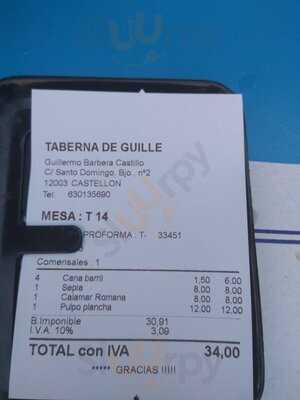 TABERNA DE GUILLE
Guillermo Barbera Castillo
C/ Santo Domingo, Bjo. nº2
12003 CASTELLON
Tel: 630135690
MESA : T 14
PROFORMA : T- 33451
Comensales : 1
4 Cana barril 1,50 6,00
1 Sepia 8,00 8,00
1 Calamar Romana 8,00 8,00
1 Pulpo plancha 12,00 12,00
B.Imponible 30,91
I.V.A. 10% 3,09
TOTAL con IVA 34,00
***** GRACIAS !!!!!